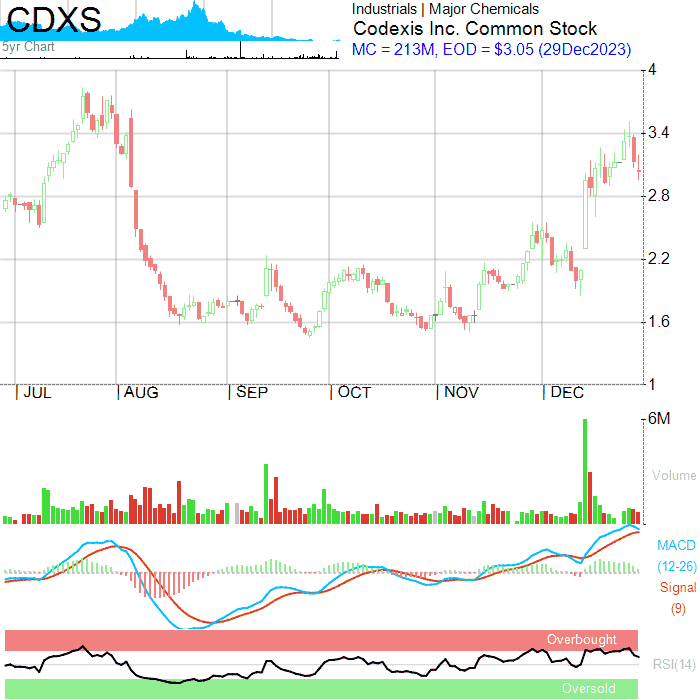 CDXS
5yr Chart
Industrials | Major Chemicals
Codexis Inc. Common Stock
MC = 213M, EOD = $3.05 (29Dec2023)
4
3.4
2.8
2.2
1.6
1
JUL AUG SEP OCT NOV DEC
6M
Volume
MACD
(12-26)
Signal
(9)
Overbought
RSI(14)
Oversold